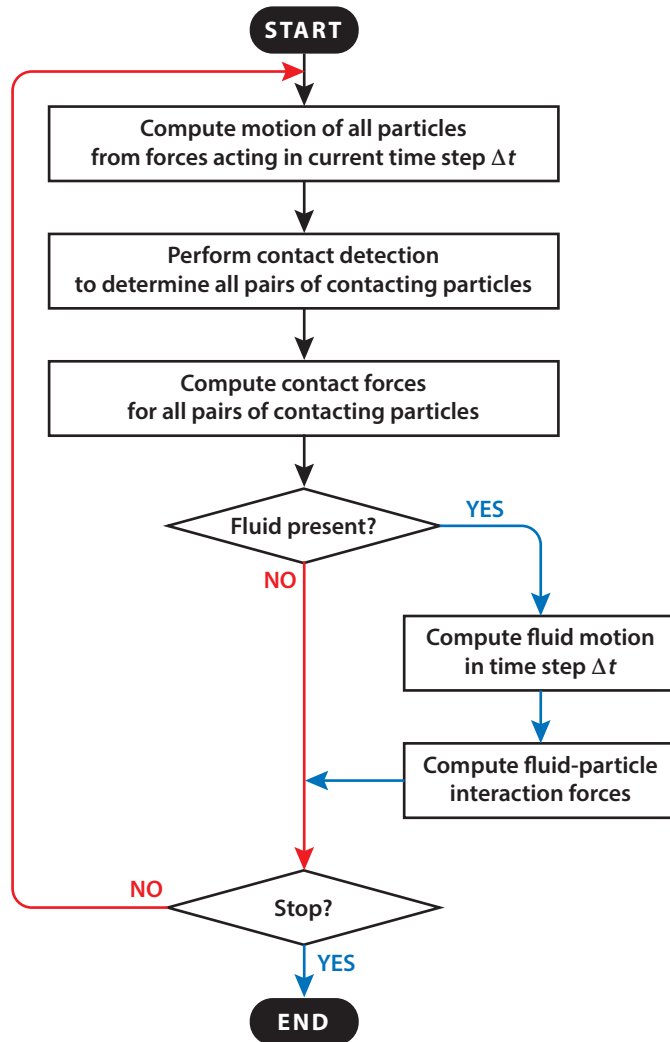 START
Compute motion of all particles
from forces acting in current time step Δt
Perform contact detection
to determine all pairs of contacting particles
Compute contact forces
for all pairs of contacting particles
Fluid present?
YES
NO
Compute fluid motion
in time step Δt
Compute fluid-particle
interaction forces
NO
Stop?
YES
END